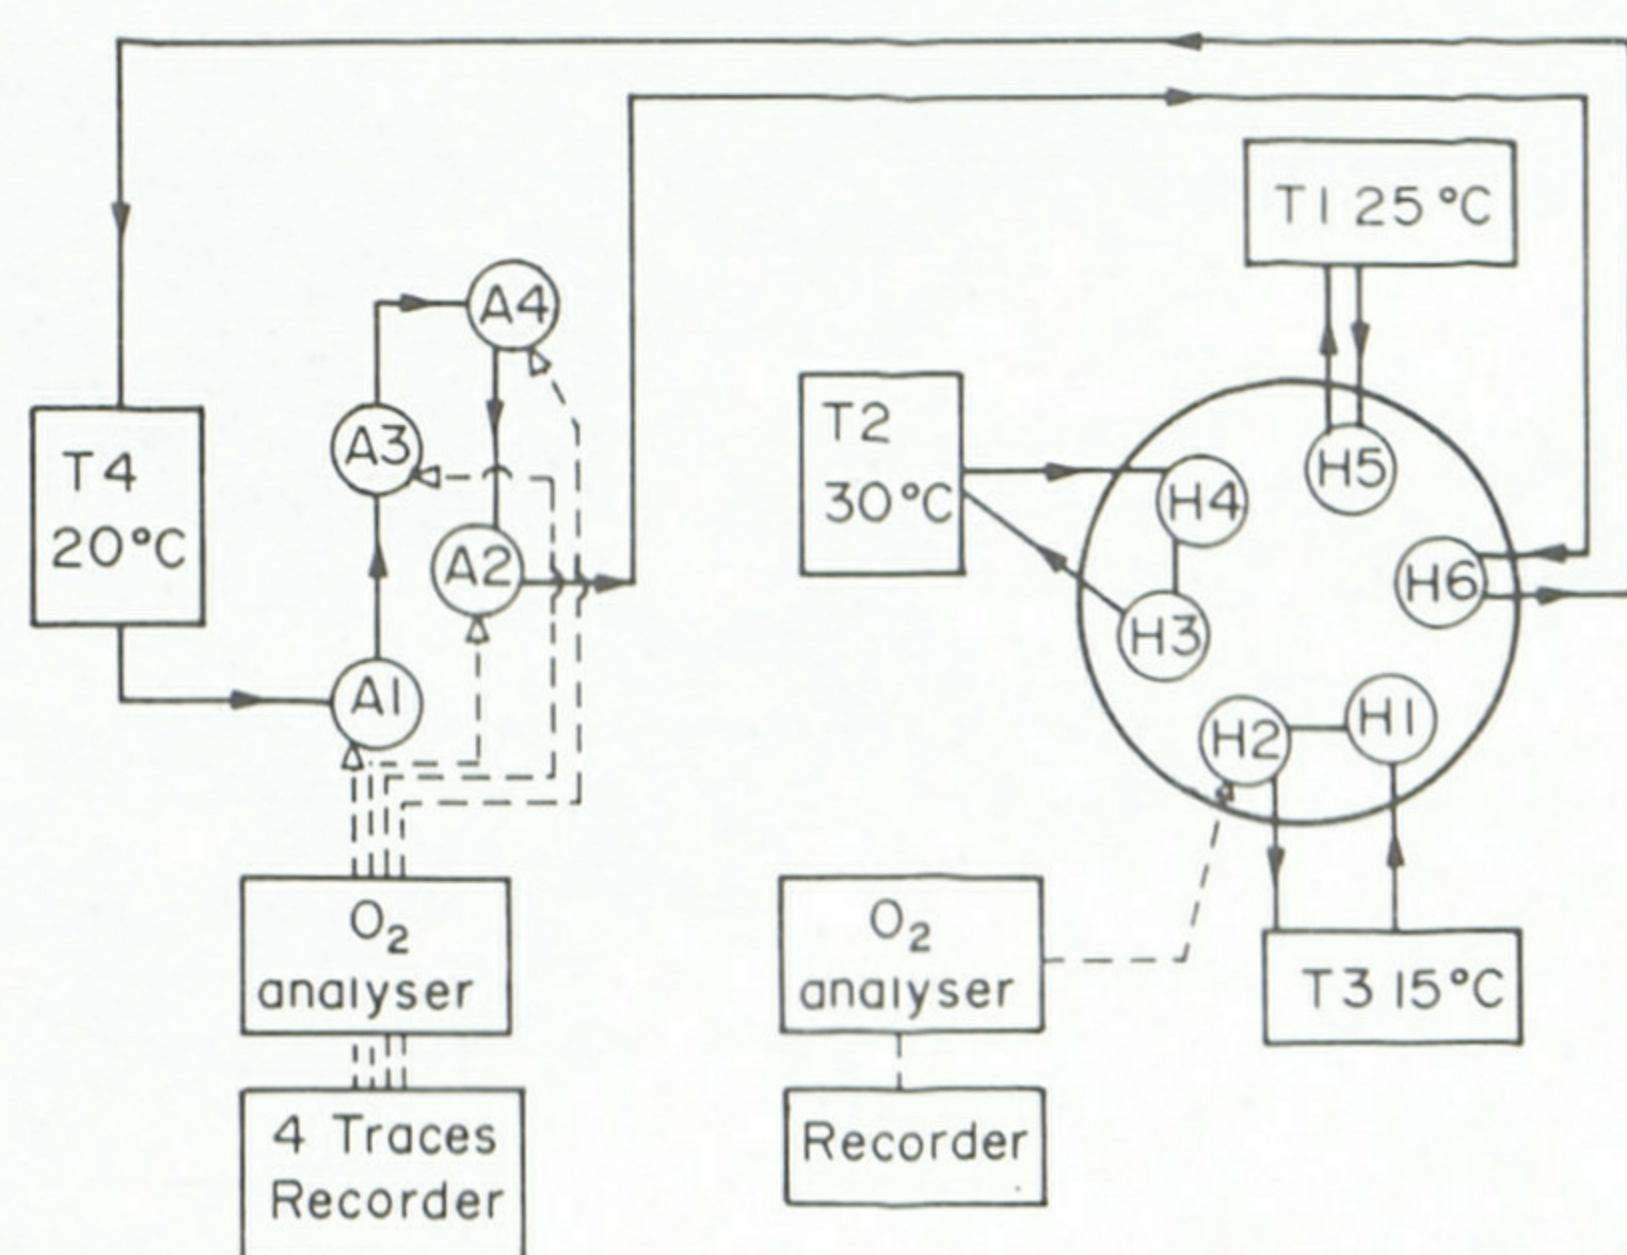 T1 25°C
A4
T2
30°C
A3
T4
20°C
H5
H4
A2
H6
H3
A1
H2
H1
O₂
analyser
O₂
analyser
T3 15°C
4 Traces
Recorder
Recorder